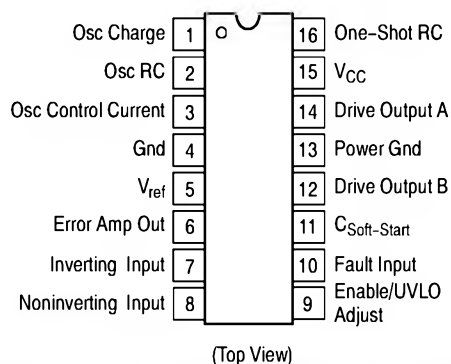 Osc Charge 1
16 One-Shot RC
Osc RC 2
15 VCC
Osc Control Current 3
14 Drive Output A
Gnd 4
13 Power Gnd
Vref 5
12 Drive Output B
Error Amp Out 6
11 CSoft-Start
Inverting Input 7
10 Fault Input
Noninverting Input 8
9 Enable/UVLO
Adjust
(Top View)